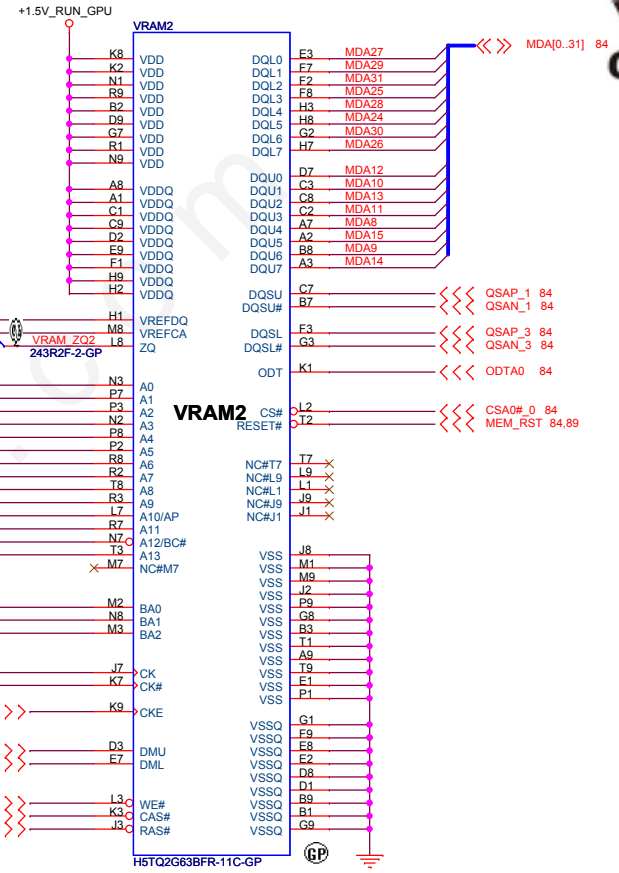 +1.5V_RUN_GPU
VRAM2
K8 VDD DQL0 E3 MDA27 MDA[0..31] 84
K2 VDD DQL1 F7 MDA29
N1 VDD DQL2 F2 MDA31
R9 VDD DQL3 F8 MDA25
B2 VDD DQL4 H3 MDA28
D9 VDD DQL5 H8 MDA24
G7 VDD DQL6 G2 MDA30
R1 VDD DQL7 H7 MDA26
N9 VDD
DQU0 D7 MDA12
A8 VDDQ DQU1 C3 MDA10
A1 VDDQ DQU2 C8 MDA13
C1 VDDQ DQU3 C2 MDA11
C9 VDDQ DQU4 A7 MDA8
D2 VDDQ DQU5 A2 MDA15
E9 VDDQ DQU6 B8 MDA9
F1 VDDQ DQU7 A3 MDA14
H9 VDDQ
H2 VDDQ DQSU C7 QSAP_1 84
DQSU# B7 QSAN_1 84
H1 VREFDQ
M8 VREFCA DQSL F3 QSAP_3 84
VRAM_ZQ2 L8 ZQ DQSL# G3 QSAN_3 84
243R2F-2-GP
ODT K1 ODTA0 84
N3 A0
P7 A1
P3 A2 VRAM2 CS# L2 CSA0#_0 84
N2 A3 RESET# T2 MEM_RST 84,89
P8 A4
P2 A5
R8 A6 NC#T7 T7
R2 A7 NC#L9 L9
T8 A8 NC#L1 L1
R3 A9 NC#J9 J9
L7 A10/AP NC#J1 J1
R7 A11
N7 A12/BC#
T3 A13 VSS J8
M7 NC#M7 VSS M1
VSS M9
VSS J2
M2 BA0 VSS P9
N8 BA1 VSS G8
M3 BA2 VSS B3
VSS T1
VSS A9
J7 CK VSS T9
K7 CK# VSS E1
VSS P1
K9 CKE
VSSQ G1
VSSQ F9
D3 DMU VSSQ E8
E7 DML VSSQ E2
VSSQ D8
VSSQ D1
L3 WE# VSSQ B9
K3 CAS# VSSQ B1
J3 RAS# VSSQ G9
H5TQ2G63BFR-11C-GP GP